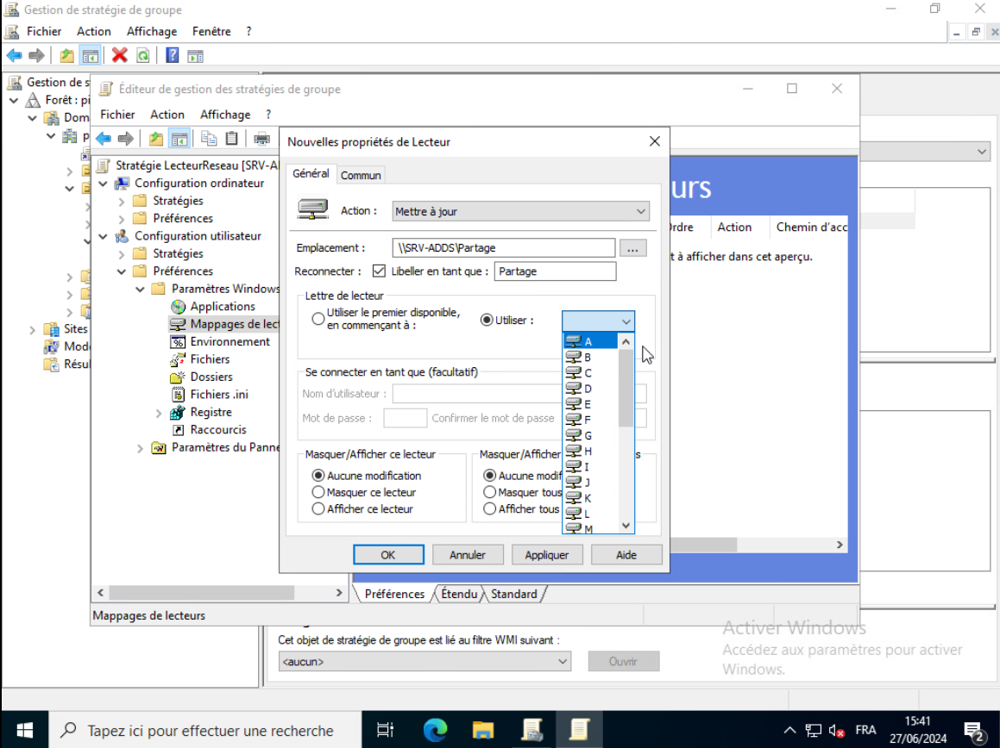 Gestion de stratégie de groupe
Fichier Action Affichage Fenêtre ?
Gestion de s
Forêt : pi
Dom
p
Sites
Mod
Résul
Éditeur de gestion des stratégies de groupe
Fichier Action Affichage ?
Stratégie LecteurReseau [SRV-A
Configuration ordinateur
Stratégies
Préférences
Configuration utilisateur
Stratégies
Préférences
Paramètres Windows
Applications
Mappages de lect
Environnement
Fichiers
Dossiers
Fichiers .ini
Registre
Raccourcis
Paramètres du Panne
urs
Ordre Action Chemin d'acc
t à afficher dans cet aperçu.
Nouvelles propriétés de Lecteur
Général Commun
Action : Mettre à jour
Emplacement : \\SRV-ADDS\Partage ...
Reconnecter : Libeller en tant que : Partage
Lettre de lecteur
Utiliser le premier disponible,
en commençant à :
Utiliser :
A
B
C
D
E
F
G
H
I
J
K
L
M
Se connecter en tant que (facultatif)
Nom d'utilisateur :
Mot de passe : Confirmer le mot de passe
Masquer/Afficher ce lecteur
Aucune modification
Masquer ce lecteur
Afficher ce lecteur
Masquer/Afficher s
Aucune modif
Masquer tous
Afficher tous
OK Annuler Appliquer Aide
Préférences Étendu Standard
Mappages de lecteurs
Cet objet de stratégie de groupe est lié au filtre WMI suivant :
<aucun> Ouvrir
Activer Windows
Accédez aux paramètres pour activer
Windows.
Tapez ici pour effectuer une recherche
FRA
15:41
27/06/2024
2